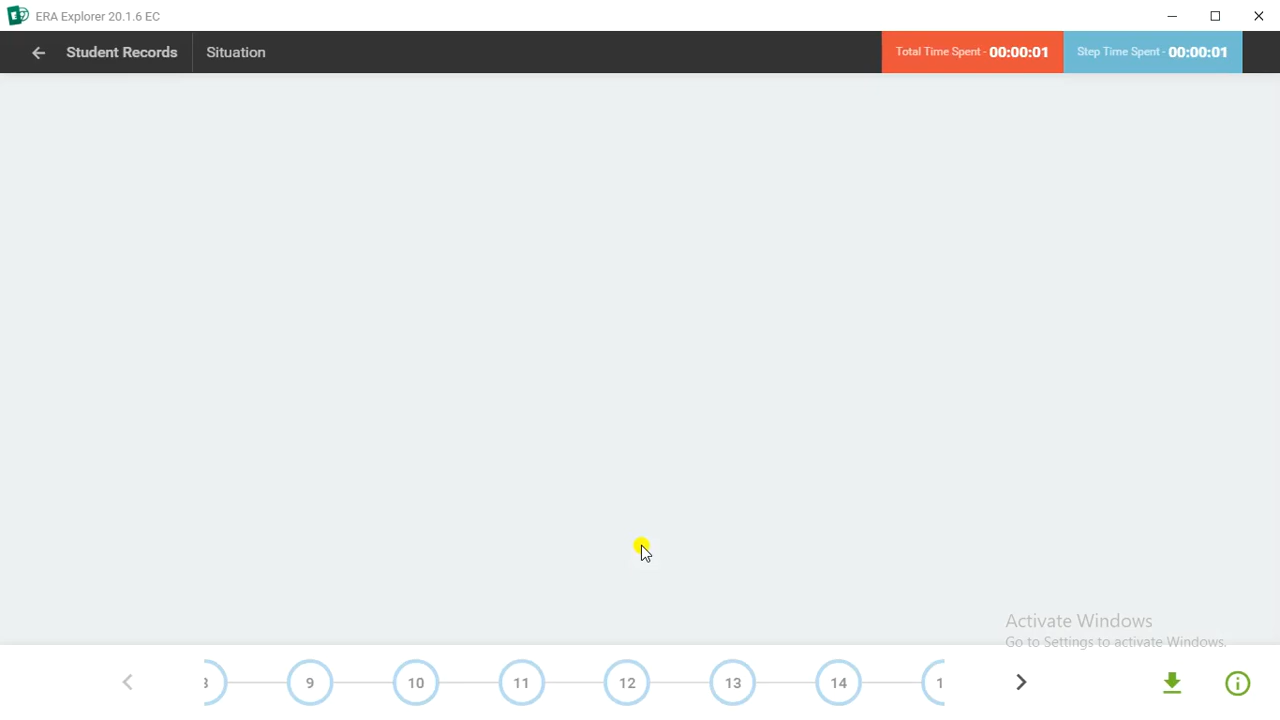 ERA Explorer 20.1.6 EC
Student Records Situation Total Time Spent - 00:00:01 Step Time Spent - 00:00:01
Activate Windows
Go to Settings to activate Windows.
9 10 11 12 13 14